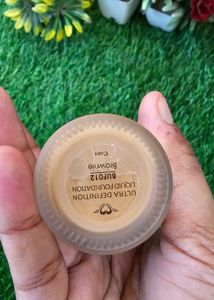 ULTRA DEFINITION
LIQUID FOUNDATION
BUF012
Brownie